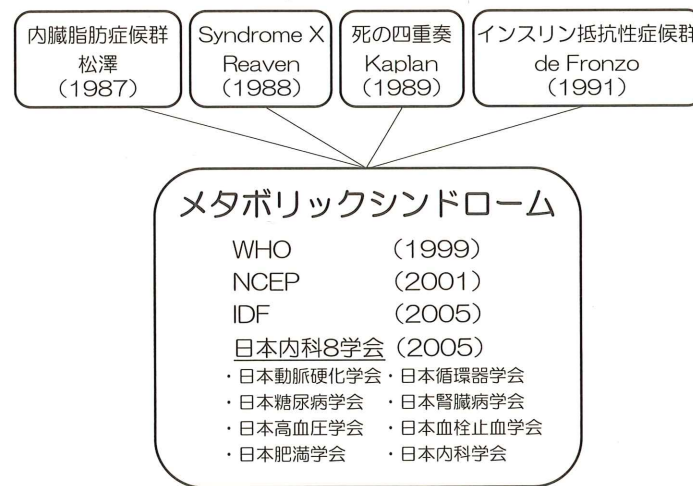 内臓脂肪症候群
松澤
（1987）
Syndrome X
Reaven
（1988）
死の四重奏
Kaplan
（1989）
インスリン抵抗性症候群
de Fronzo
（1991）
メタボリックシンドローム
WHO （1999）
NCEP （2001）
IDF （2005）
日本内科8学会（2005）
・日本動脈硬化学会・日本循環器学会
・日本糖尿病学会 ・日本腎臓病学会
・日本高血圧学会 ・日本血栓止血学会
・日本肥満学会 ・日本内科学会